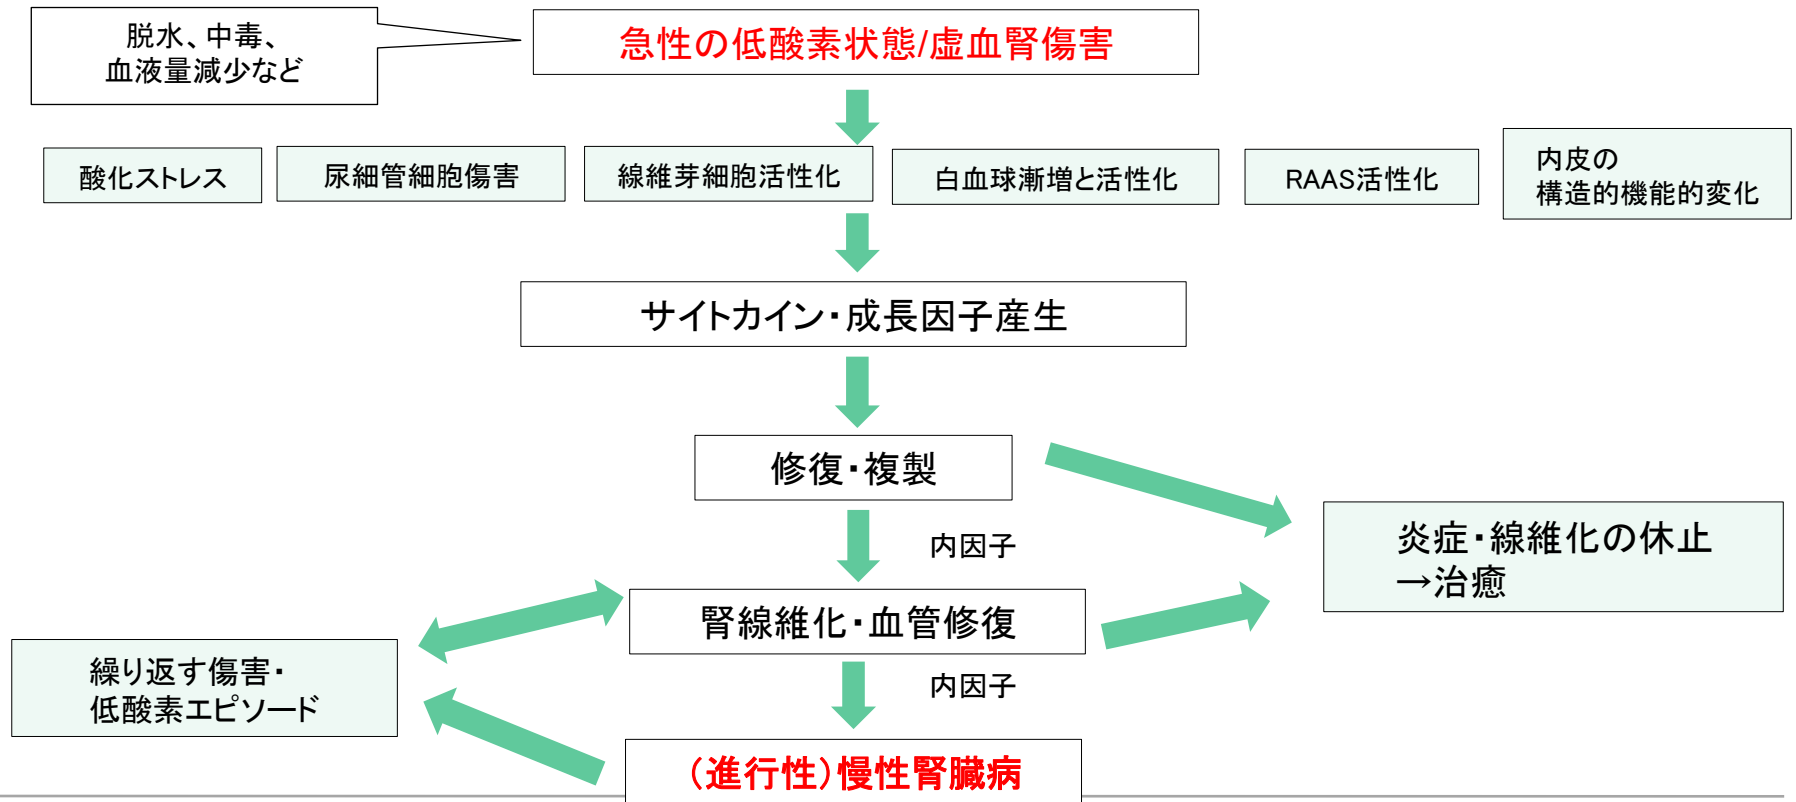 脱水、中毒、
血液量減少など
急性の低酸素状態/虚血腎傷害
酸化ストレス
尿細管細胞傷害
線維芽細胞活性化
白血球漸増と活性化
RAAS活性化
内皮の
構造的機能的変化
サイトカイン・成長因子産生
修復・複製
内因子
炎症・線維化の休止
→治癒
腎線維化・血管修復
繰り返す傷害・
低酸素エピソード
内因子
（進行性）慢性腎臓病